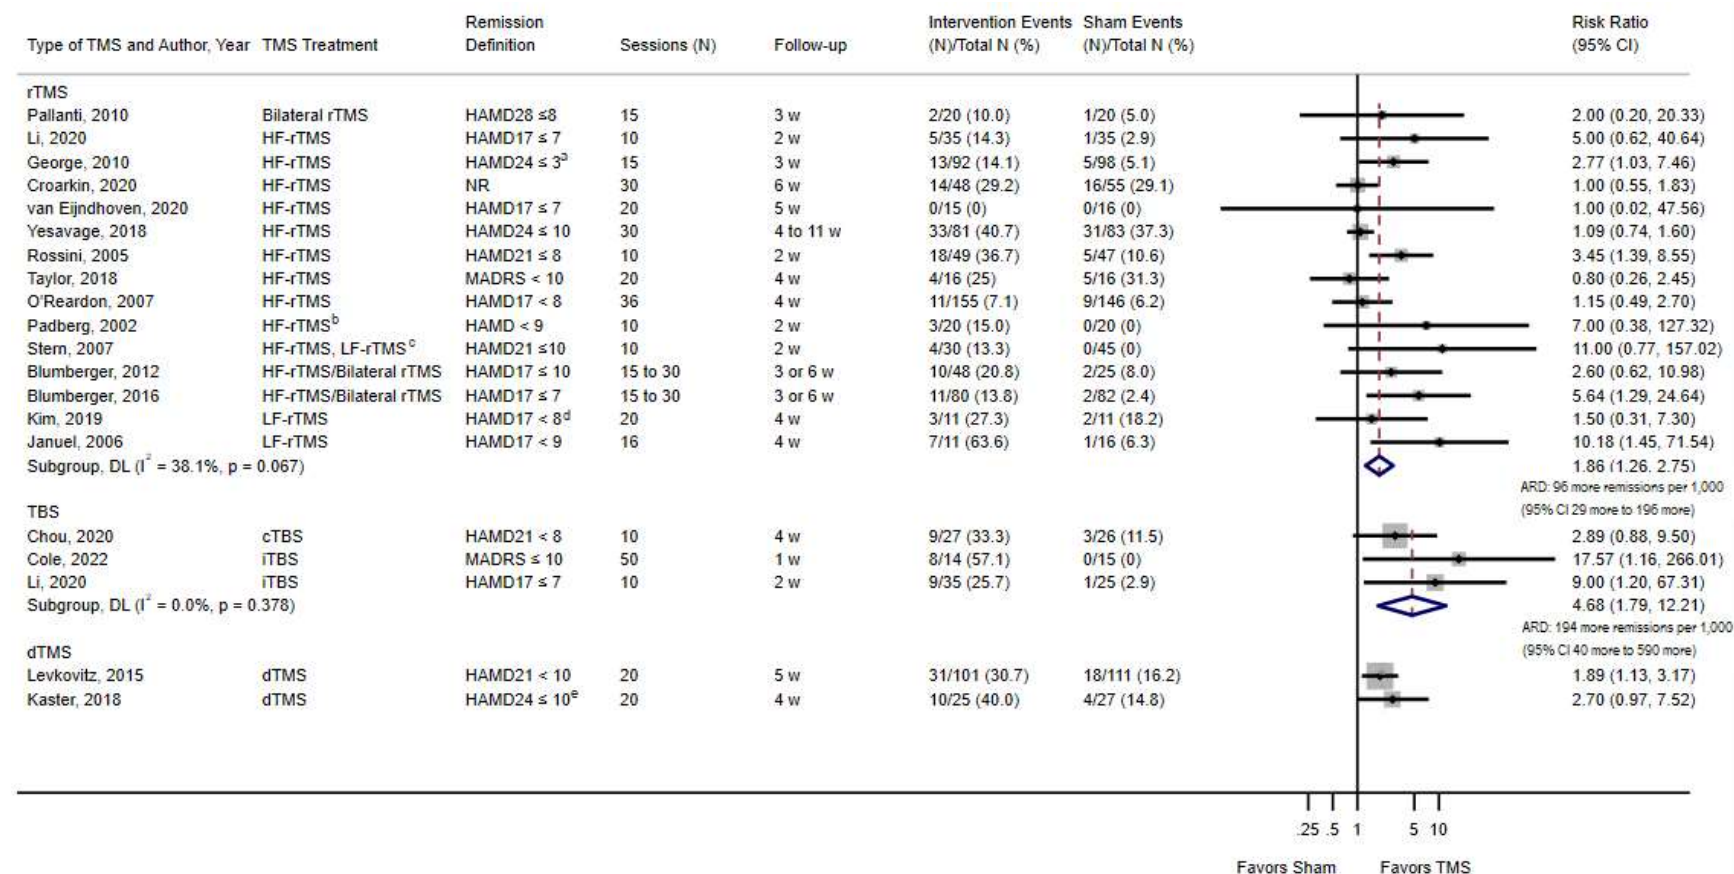 Remission Intervention Events Sham Events Risk Ratio
Type of TMS and Author, Year TMS Treatment Definition Sessions (N) Follow-up (N)/Total N (%) (N)/Total N (%) (95% CI)
rTMS
Pallanti, 2010 Bilateral rTMS HAMD28 ≤8 15 3 w 2/20 (10.0) 1/20 (5.0) 2.00 (0.20, 20.33)
Li, 2020 HF-rTMS HAMD17 ≤ 7 10 2 w 5/35 (14.3) 1/35 (2.9) 5.00 (0.62, 40.64)
George, 2010 HF-rTMS HAMD24 ≤ 3ᵃ 15 3 w 13/92 (14.1) 5/98 (5.1) 2.77 (1.03, 7.46)
Croarkin, 2020 HF-rTMS NR 30 6 w 14/48 (29.2) 16/55 (29.1) 1.00 (0.55, 1.83)
van Eijndhoven, 2020 HF-rTMS HAMD17 ≤ 7 20 5 w 0/15 (0) 0/16 (0) 1.00 (0.02, 47.56)
Yesavage, 2018 HF-rTMS HAMD24 ≤ 10 30 4 to 11 w 33/81 (40.7) 31/83 (37.3) 1.09 (0.74, 1.60)
Rossini, 2005 HF-rTMS HAMD21 ≤ 8 10 2 w 18/49 (36.7) 5/47 (10.6) 3.45 (1.39, 8.55)
Taylor, 2018 HF-rTMS MADRS < 10 20 4 w 4/16 (25) 5/16 (31.3) 0.80 (0.26, 2.45)
O'Reardon, 2007 HF-rTMS HAMD17 < 8 36 4 w 11/155 (7.1) 9/146 (6.2) 1.15 (0.49, 2.70)
Padberg, 2002 HF-rTMSᵇ HAMD < 9 10 2 w 3/20 (15.0) 0/20 (0) 7.00 (0.38, 127.32)
Stern, 2007 HF-rTMS, LF-rTMSᶜ HAMD21 ≤10 10 2 w 4/30 (13.3) 0/45 (0) 11.00 (0.77, 157.02)
Blumberger, 2012 HF-rTMS/Bilateral rTMS HAMD17 ≤ 10 15 to 30 3 or 6 w 10/48 (20.8) 2/25 (8.0) 2.60 (0.62, 10.98)
Blumberger, 2016 HF-rTMS/Bilateral rTMS HAMD17 ≤ 7 15 to 30 3 or 6 w 11/80 (13.8) 2/82 (2.4) 5.64 (1.29, 24.64)
Kim, 2019 LF-rTMS HAMD17 < 8ᵈ 20 4 w 3/11 (27.3) 2/11 (18.2) 1.50 (0.31, 7.30)
Januel, 2006 LF-rTMS HAMD17 < 9 16 4 w 7/11 (63.6) 1/16 (6.3) 10.18 (1.45, 71.54)
Subgroup, DL (I² = 38.1%, p = 0.067) 1.86 (1.26, 2.75)
ARD: 96 more remissions per 1,000
(95% CI 29 more to 196 more)
TBS
Chou, 2020 cTBS HAMD21 < 8 10 4 w 9/27 (33.3) 3/26 (11.5) 2.89 (0.88, 9.50)
Cole, 2022 iTBS MADRS ≤ 10 50 1 w 8/14 (57.1) 0/15 (0) 17.57 (1.16, 266.01)
Li, 2020 iTBS HAMD17 ≤ 7 10 2 w 9/35 (25.7) 1/25 (2.9) 9.00 (1.20, 67.31)
Subgroup, DL (I² = 0.0%, p = 0.378) 4.68 (1.79, 12.21)
ARD: 194 more remissions per 1,000
(95% CI 40 more to 590 more)
dTMS
Levkovitz, 2015 dTMS HAMD21 < 10 20 5 w 31/101 (30.7) 18/111 (16.2) 1.89 (1.13, 3.17)
Kaster, 2018 dTMS HAMD24 ≤ 10ᵉ 20 4 w 10/25 (40.0) 4/27 (14.8) 2.70 (0.97, 7.52)
.25 .5 1 5 10
Favors Sham Favors TMS